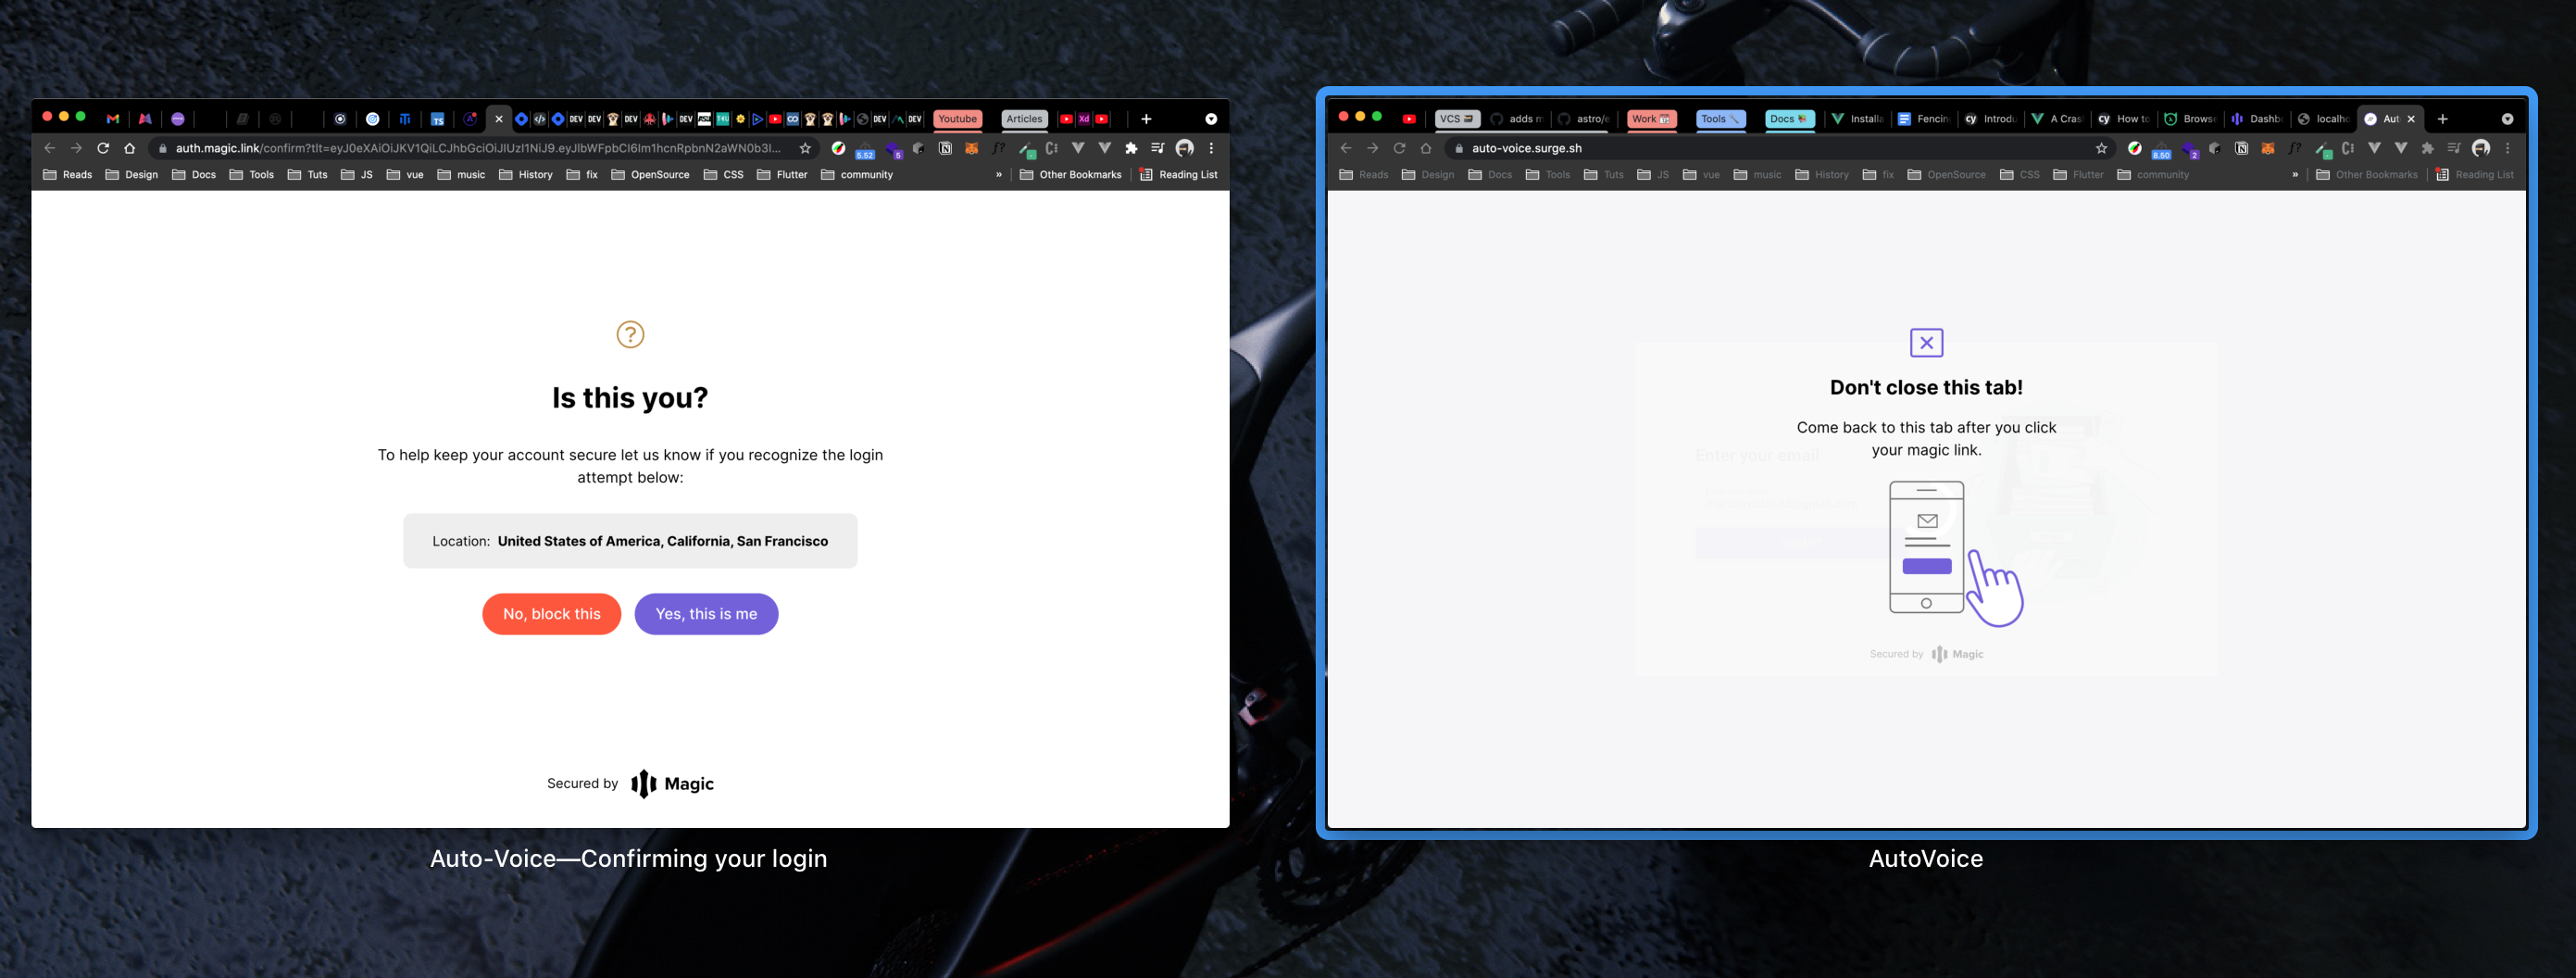 Youtube
Articles
auth.magic.link/confirm?tlt=eyJ0eXAiOiJKV1QiLCJhbGciOiJIUzI1NiJ9.eyJlbWFpbCI6Im1hcnRpbnN2aWN0b3I...
5.52
5
Reads
Design
Docs
Tools
Tuts
JS
vue
music
History
fix
OpenSource
CSS
Flutter
community
»
Other Bookmarks
Reading List
Is this you?
To help keep your account secure let us know if you recognize the login
attempt below:
Location: United States of America, California, San Francisco
No, block this
Yes, this is me
Secured by Magic
Auto-Voice—Confirming your login
VCS
adds m
astro/e
Work
Tools
Docs
Installa
Fencin
Introdu
A Cras
How to
Browse
Dashb
localho
Aut
auto-voice.surge.sh
8.50
2
Reads
Design
Docs
Tools
Tuts
JS
vue
music
History
fix
OpenSource
CSS
Flutter
community
»
Other Bookmarks
Reading List
Don't close this tab!
Come back to this tab after you click
your magic link.
Enter your email
Secured by Magic
AutoVoice